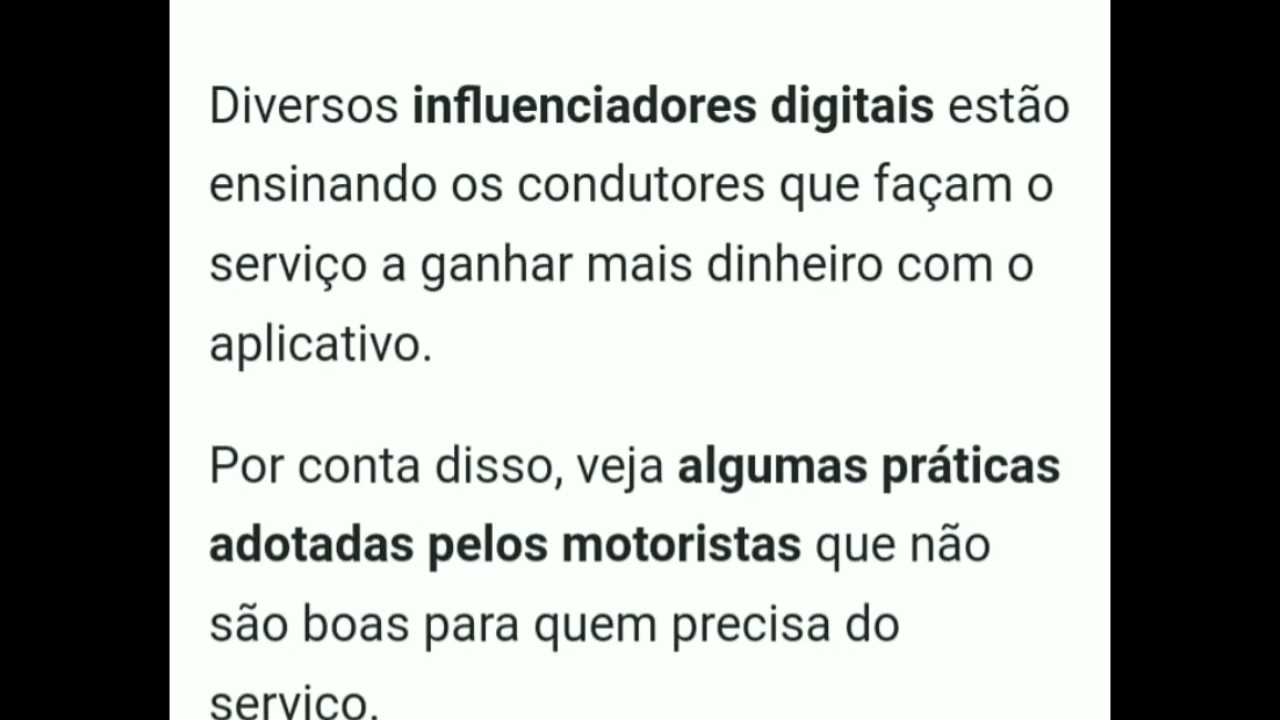 Diversos influenciadores digitais estão
ensinando os condutores que façam o
serviço a ganhar mais dinheiro com o
aplicativo.
Por conta disso, veja algumas práticas
adotadas pelos motoristas que não
são boas para quem precisa do
serviço.